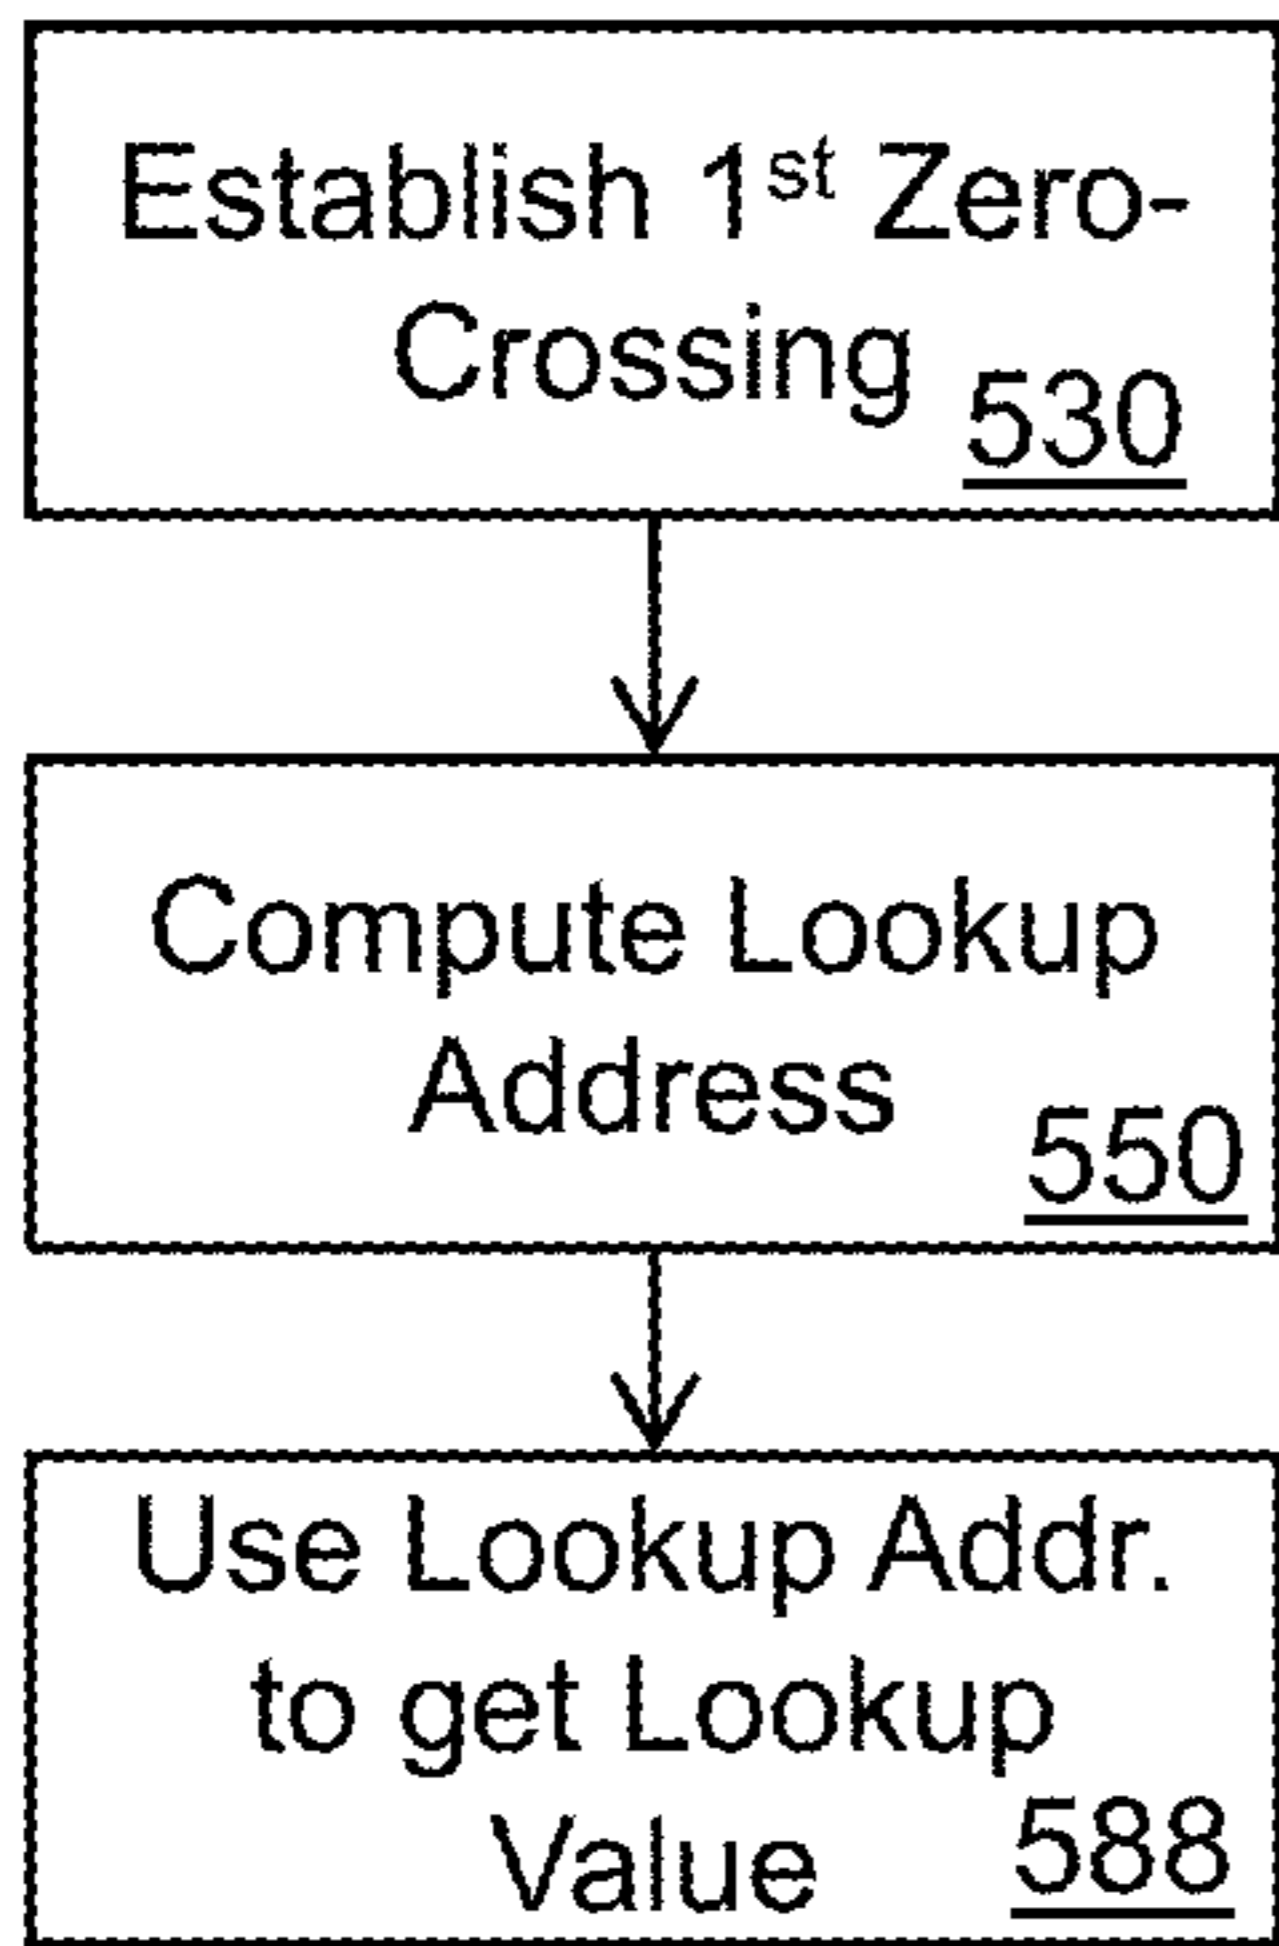 Establish 1st Zero-
Crossing
530
Compute Lookup
Address
550
Use Lookup Addr.
to get Lookup
Value
588